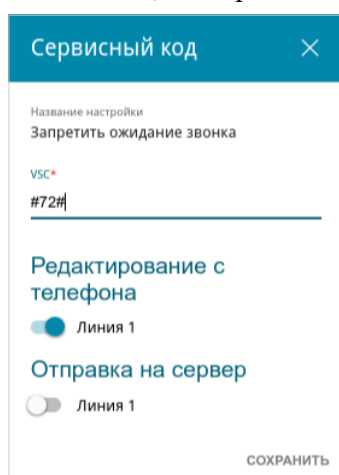 Сервисный код
Название настройки
Запретить ожидание звонка
VSC*
#72#
Редактирование с
телефона
Линия 1
Отправка на сервер
Линия 1
СОХРАНИТЬ